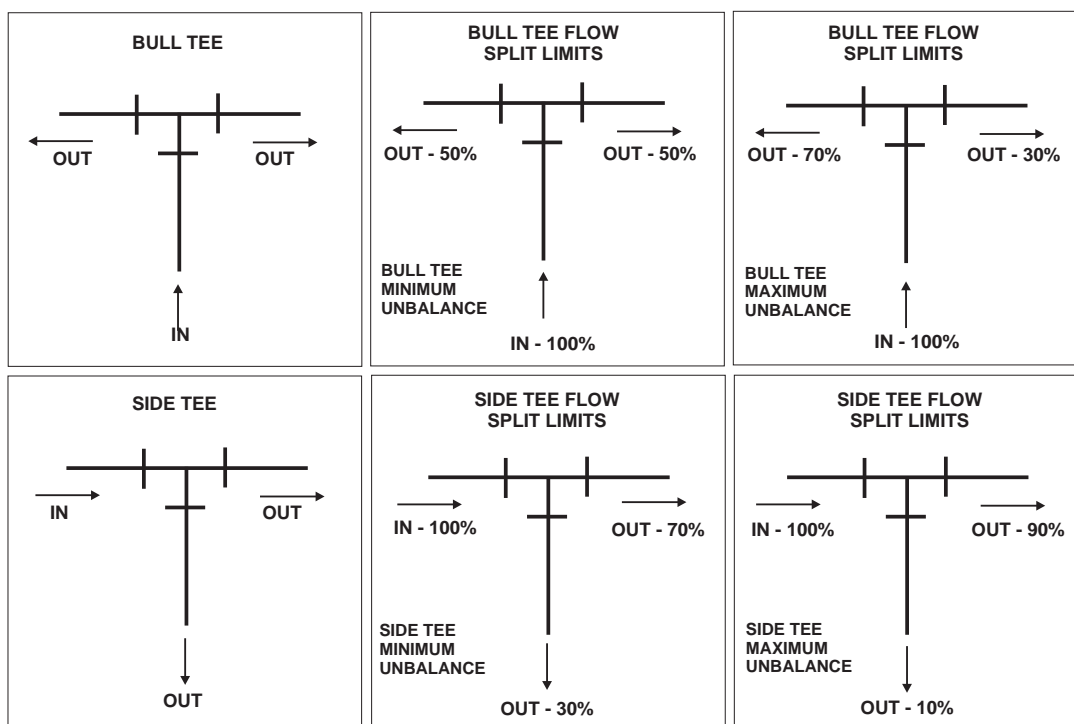 BULL TEE
OUT
OUT
IN
BULL TEE FLOW
SPLIT LIMITS
OUT - 50%
OUT - 50%
BULL TEE
MINIMUM
UNBALANCE
IN - 100%
BULL TEE FLOW
SPLIT LIMITS
OUT - 70%
OUT - 30%
BULL TEE
MAXIMUM
UNBALANCE
IN - 100%
SIDE TEE
IN
OUT
OUT
SIDE TEE FLOW
SPLIT LIMITS
IN - 100%
OUT - 70%
SIDE TEE
MINIMUM
UNBALANCE
OUT - 30%
SIDE TEE FLOW
SPLIT LIMITS
IN - 100%
OUT - 90%
SIDE TEE
MAXIMUM
UNBALANCE
OUT - 10%